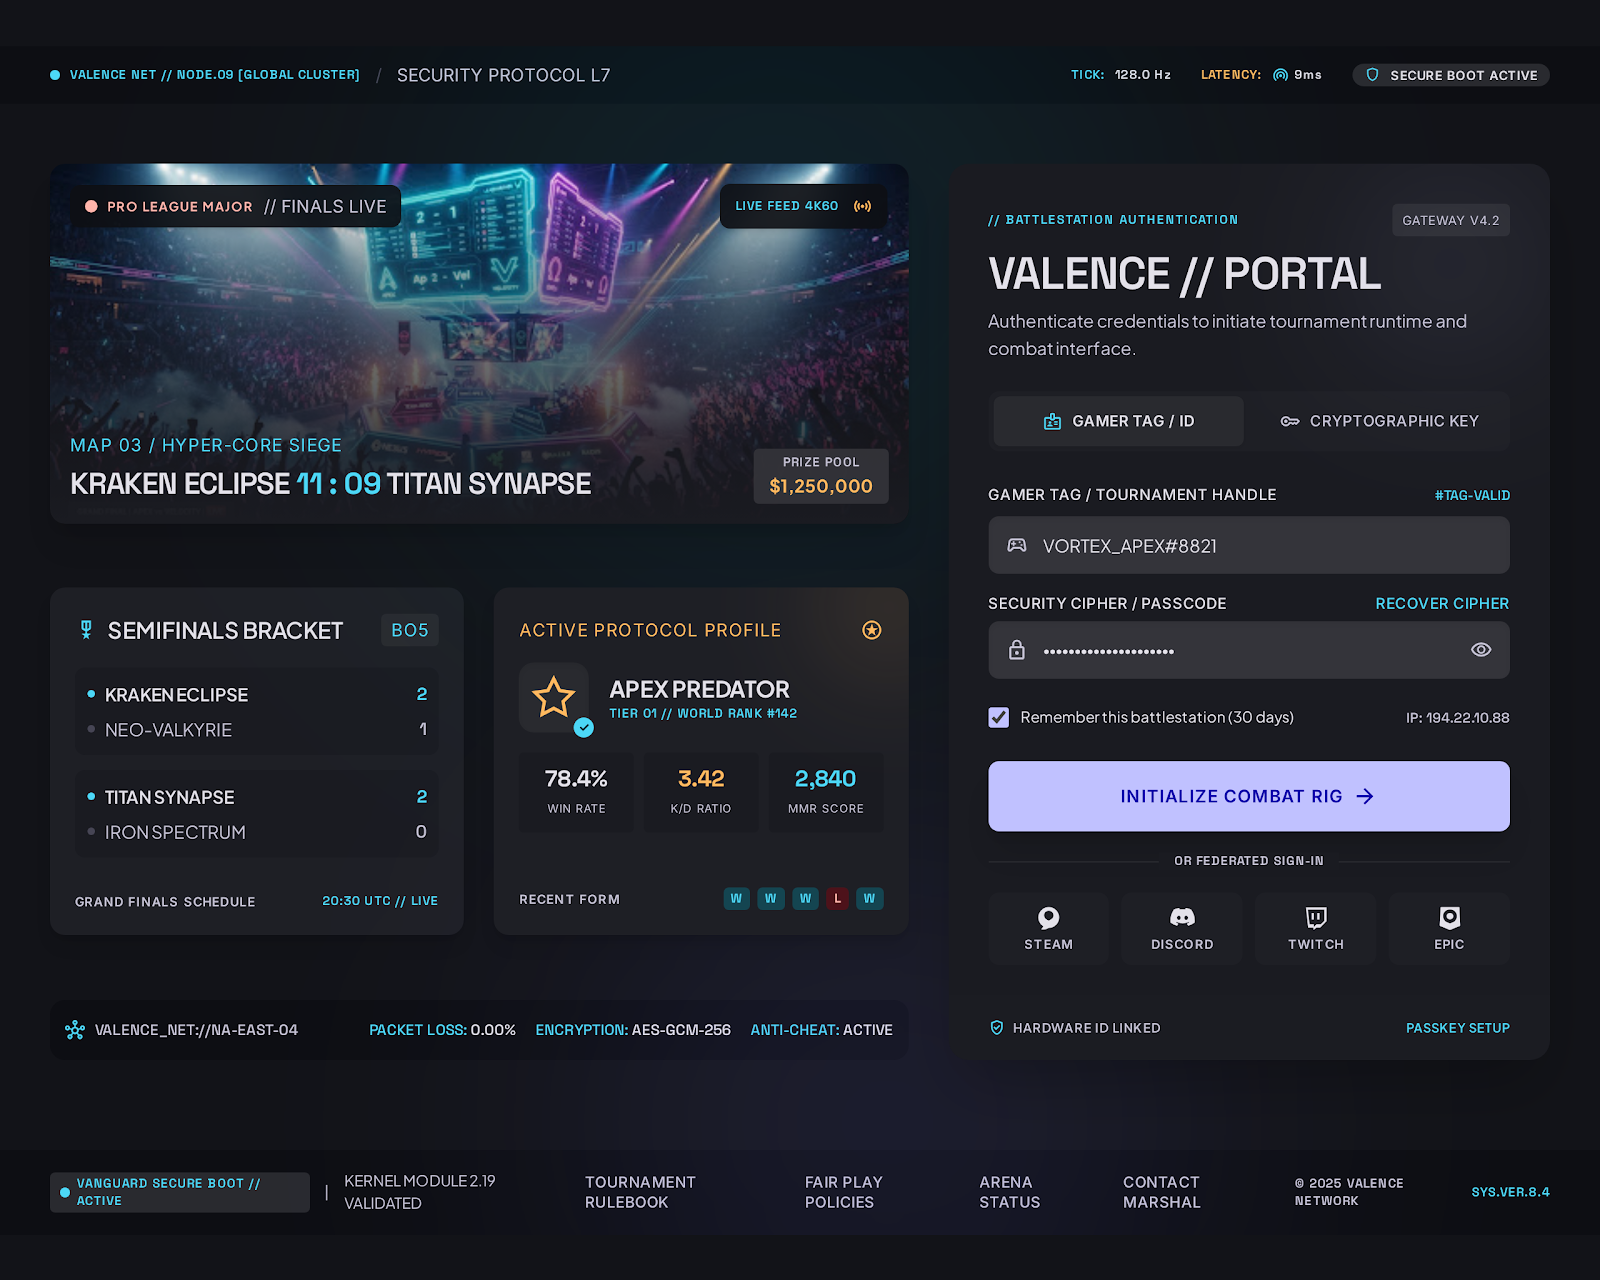 VALENCE NET // NODE.09 [GLOBAL CLUSTER] / SECURITY PROTOCOL L7
TICK: 128.0 Hz LATENCY: 9ms SECURE BOOT ACTIVE
PRO LEAGUE MAJOR // FINALS LIVE
LIVE FEED 4K60
2 - 1
A
Ap 2 - Vel
V
MAP 03 / HYPER-CORE SIEGE
KRAKEN ECLIPSE 11 : 09 TITAN SYNAPSE
PRIZE POOL
$1,250,000
SEMIFINALS BRACKET BO5
KRAKEN ECLIPSE 2
NEO-VALKYRIE 1
TITAN SYNAPSE 2
IRON SPECTRUM 0
GRAND FINALS SCHEDULE 20:30 UTC // LIVE
ACTIVE PROTOCOL PROFILE
APEX PREDATOR
TIER 01 // WORLD RANK #142
78.4% 3.42 2,840
WIN RATE K/D RATIO MMR SCORE
RECENT FORM W W W L W
VALENCE_NET://NA-EAST-04 PACKET LOSS: 0.00% ENCRYPTION: AES-GCM-256 ANTI-CHEAT: ACTIVE
// BATTLESTATION AUTHENTICATION
GATEWAY V4.2
VALENCE // PORTAL
Authenticate credentials to initiate tournament runtime and
combat interface.
GAMER TAG / ID CRYPTOGRAPHIC KEY
GAMER TAG / TOURNAMENT HANDLE #TAG-VALID
VORTEX_APEX#8821
SECURITY CIPHER / PASSCODE RECOVER CIPHER
•••••••••••••••••••••
Remember this battlestation (30 days) IP: 194.22.10.88
INITIALIZE COMBAT RIG
OR FEDERATED SIGN-IN
STEAM DISCORD TWITCH EPIC
HARDWARE ID LINKED PASSKEY SETUP
VANGUARD SECURE BOOT //
ACTIVE
|
KERNEL MODULE 2.19
VALIDATED
TOURNAMENT
RULEBOOK
FAIR PLAY
POLICIES
ARENA
STATUS
CONTACT
MARSHAL
© 2025 VALENCE
NETWORK
SYS.VER.8.4